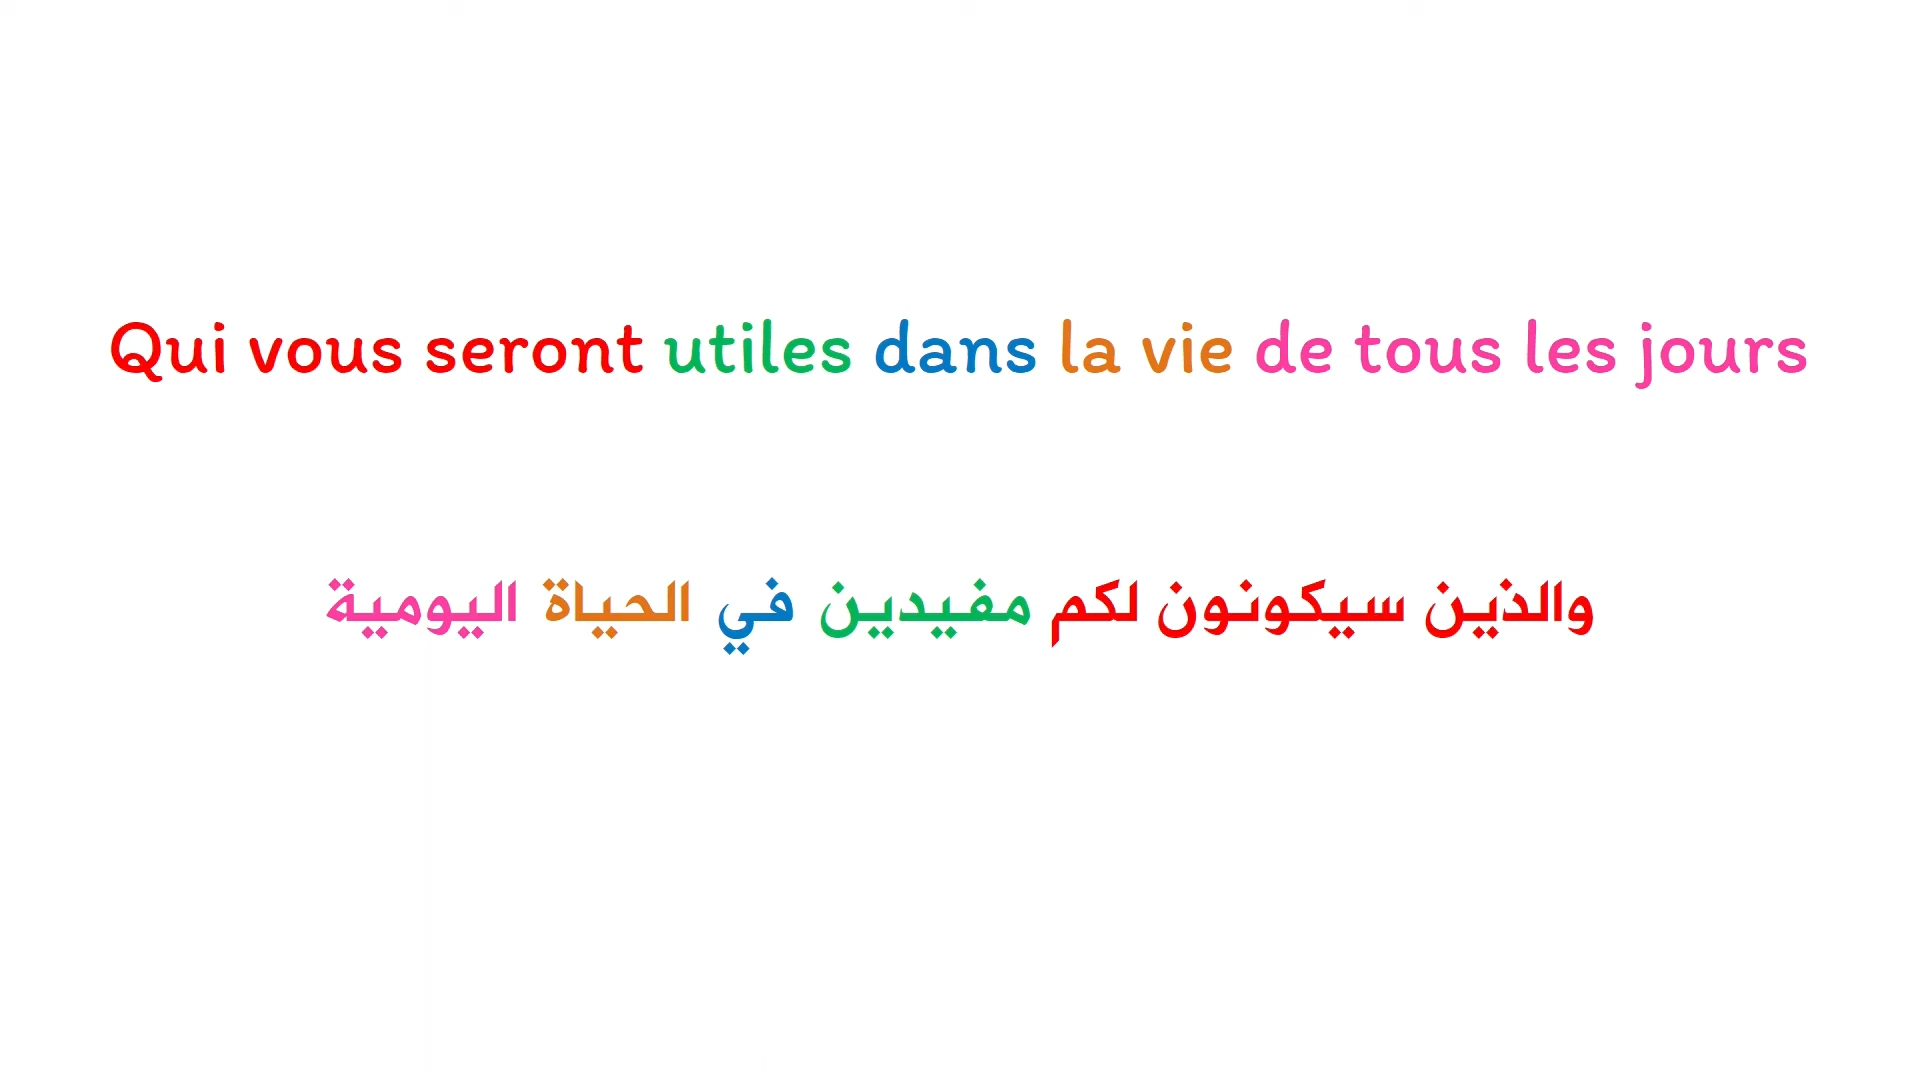 Qui vous seront utiles dans la vie de tous les jours
والذين سيكونون لكم مفيدين في الحياة اليومية